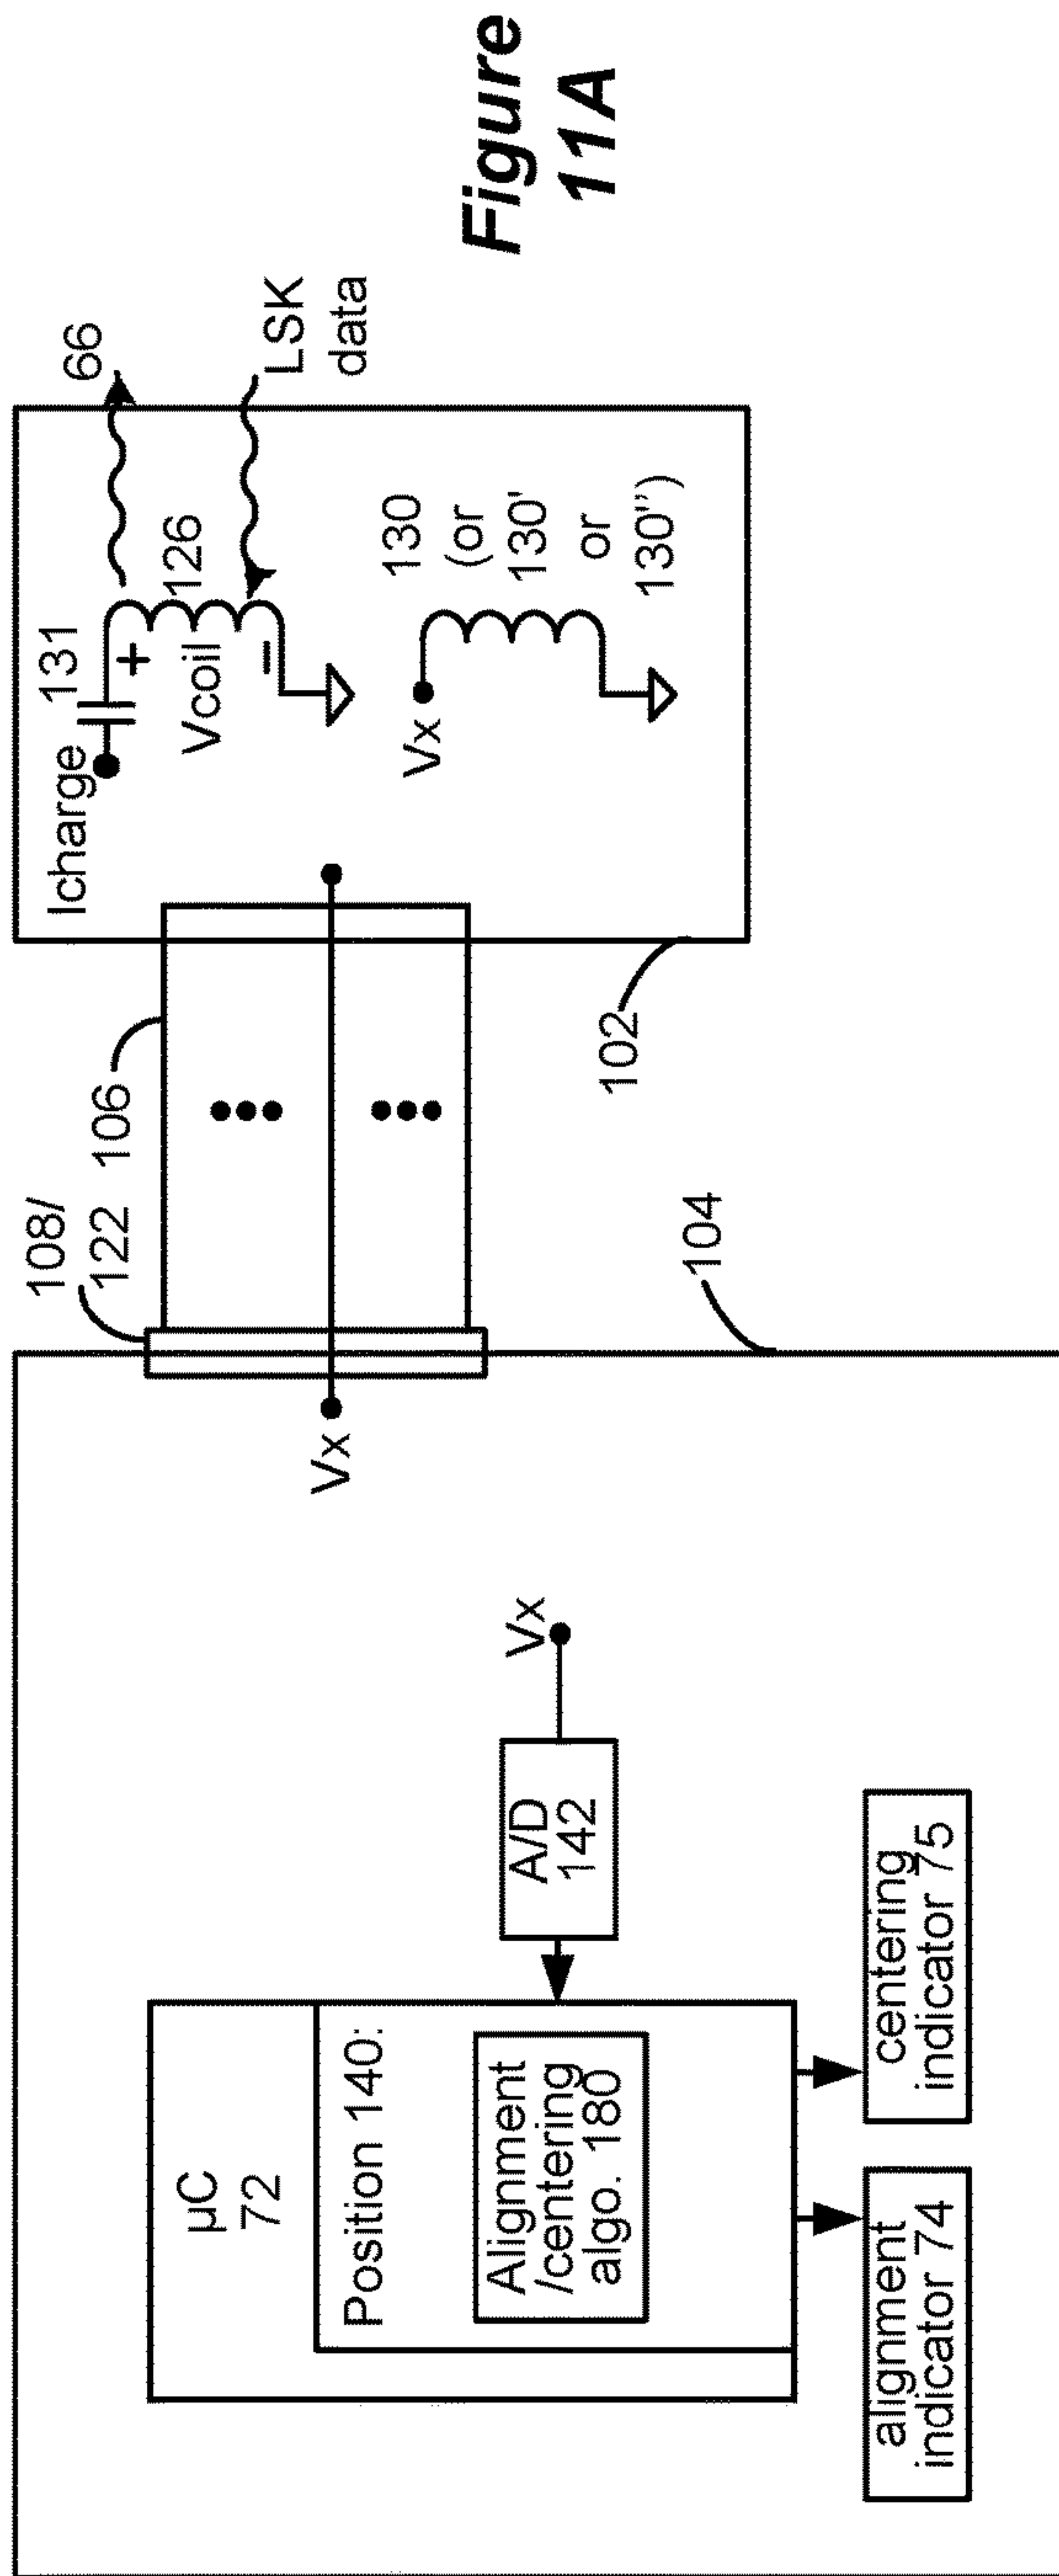 108/
122
106
Icharge
131
+
Vcoil
−
126
66
LSK
data
Vx
130
(or
130'
or
130'')
102
Vx
104
Vx
A/D
142
µC
72
Position 140:
Alignment
/centering
algo. 180
alignment
indicator 74
centering
indicator 75
Figure
11A